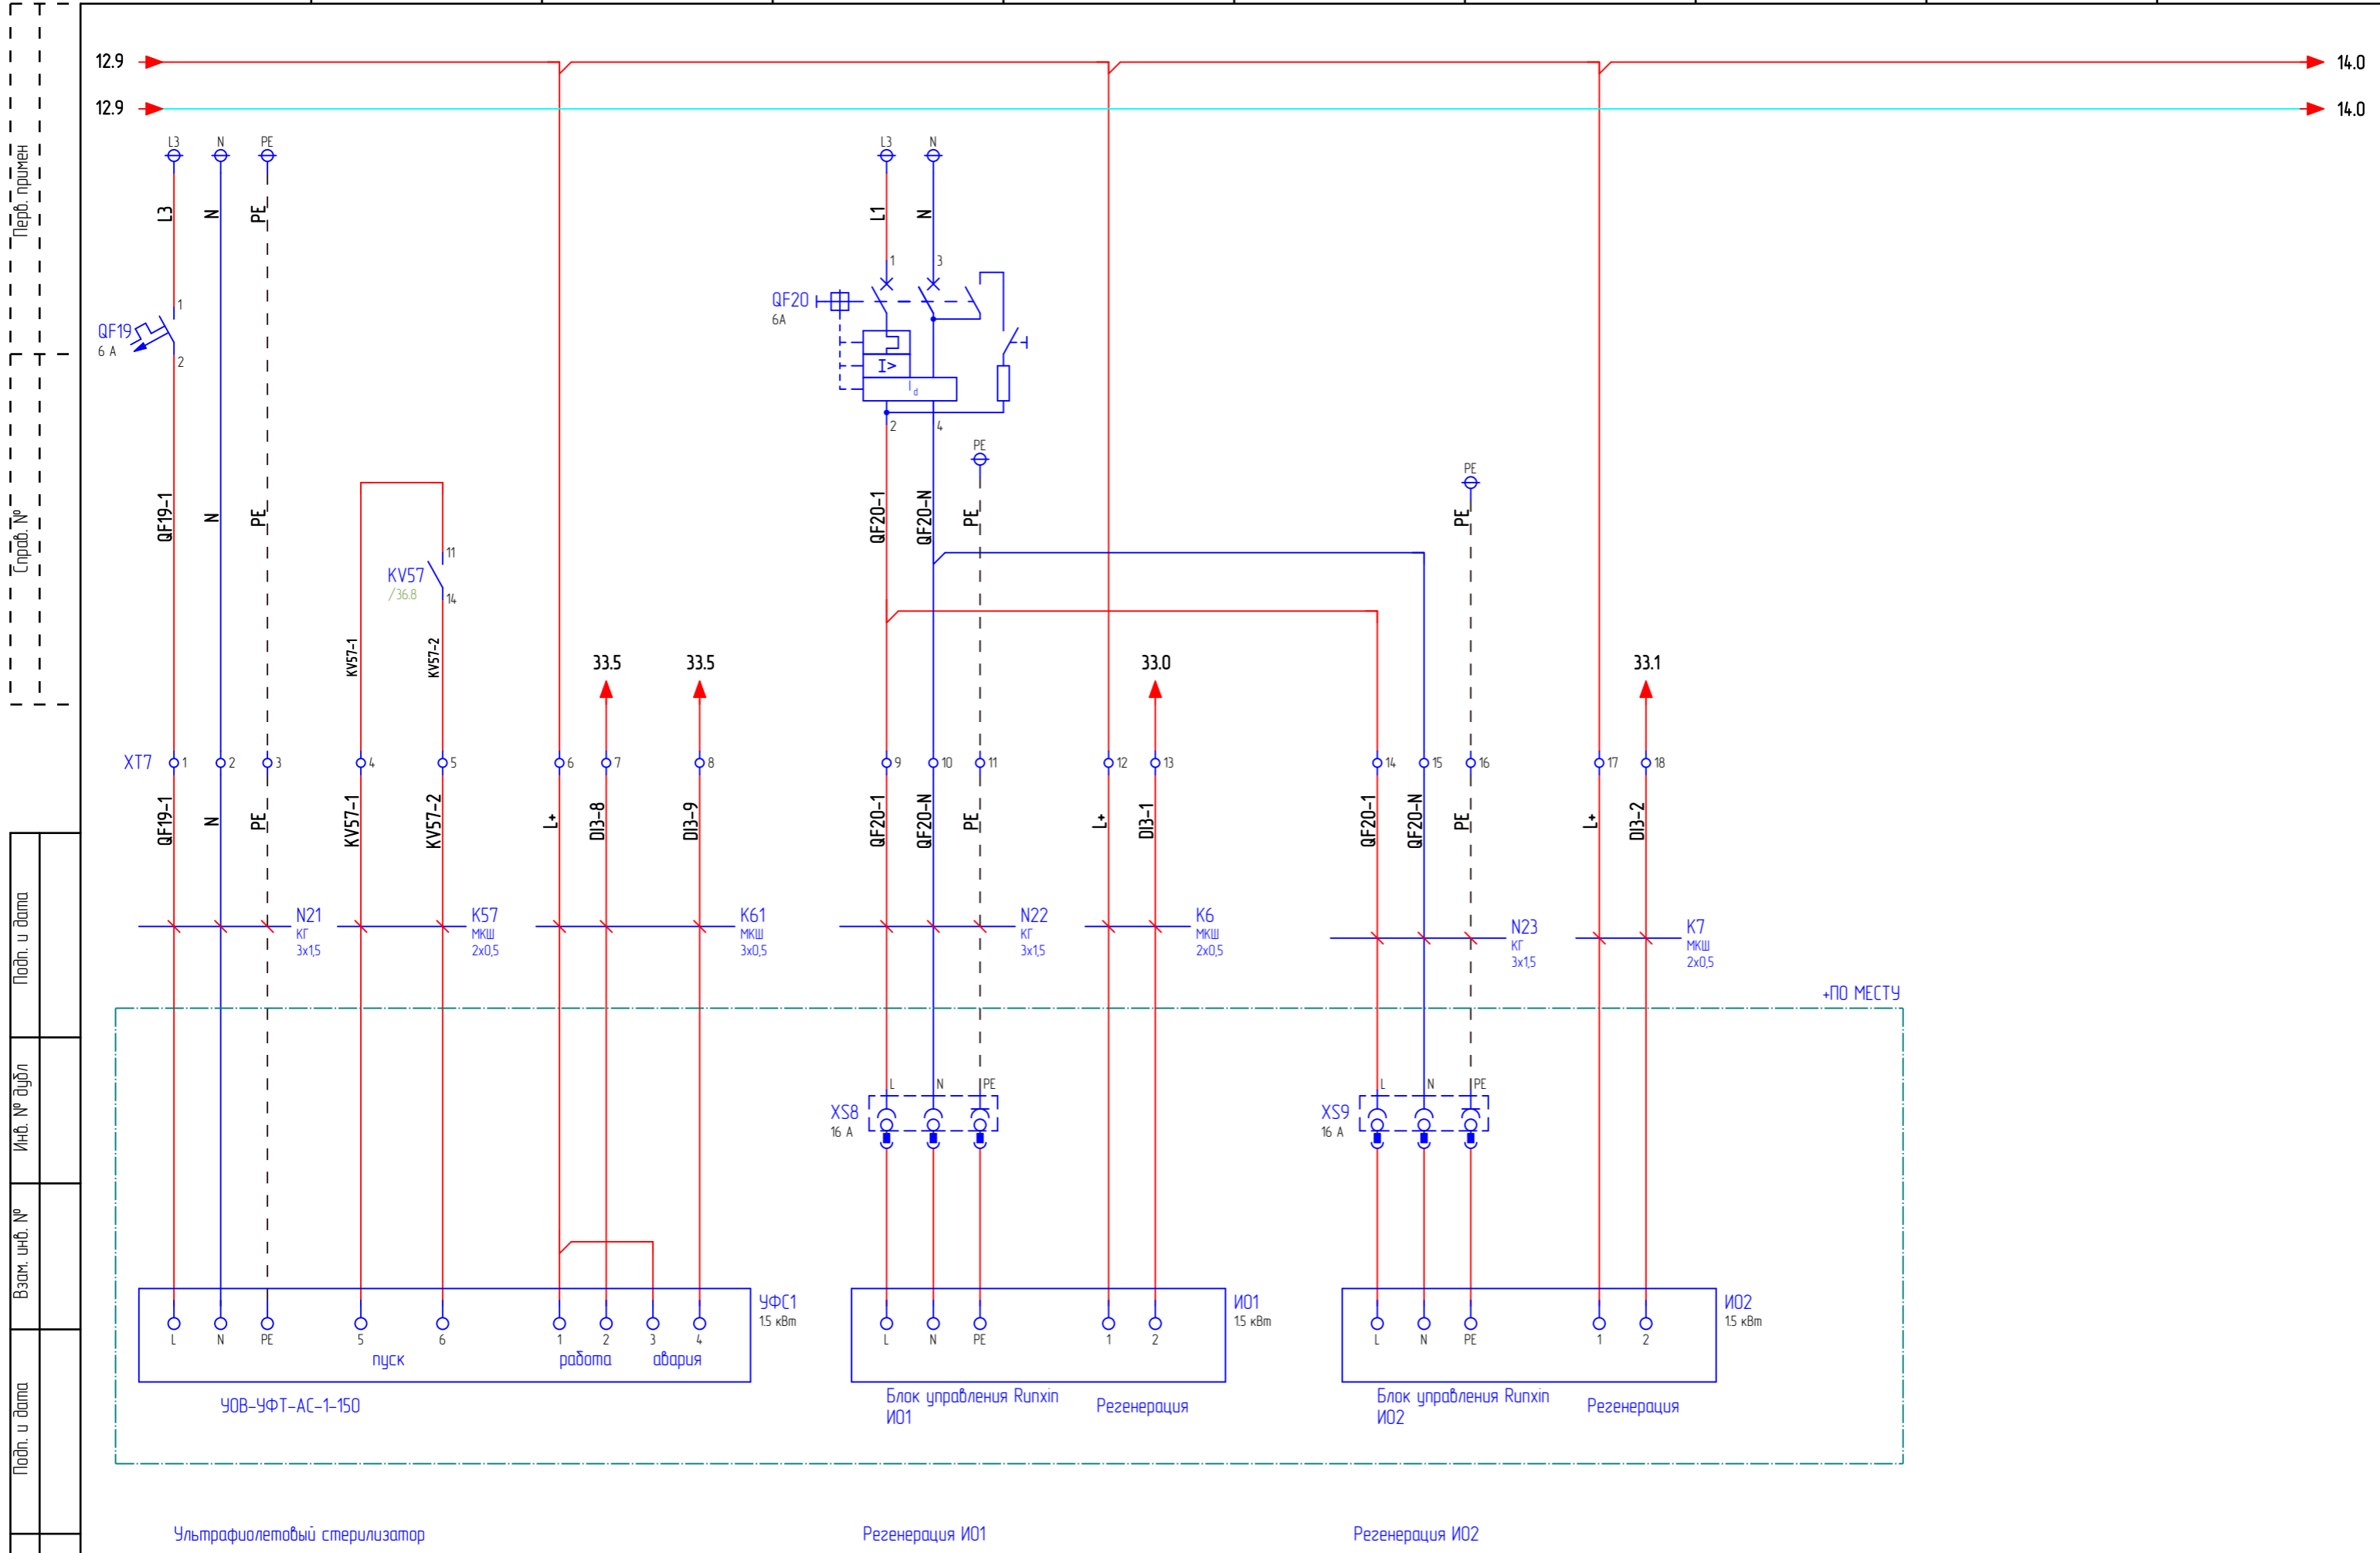 12.9
14.0
12.9
14.0
L3
N
PE
L3
N
L3
N
PE
L1
N
1
3
QF20
6А
QF19
6 А
1
2
I>
I
d
2
4
PE
PE
QF19-1
N
PE
QF20-1
QF20-N
PE
PE
KV57
/36.8
11
14
KV57-1
KV57-2
33.5
33.5
33.0
33.1
XT7
1
2
3
4
5
6
7
8
9
10
11
12
13
14
15
16
17
18
QF19-1
N
PE
KV57-1
KV57-2
L+
DI3-8
DI3-9
QF20-1
QF20-N
PE
L+
DI3-1
QF20-1
QF20-N
PE
L+
DI3-2
N21
КГ
3х1,5
K57
МКШ
2х0,5
K61
МКШ
3х0,5
N22
КГ
3х1,5
K6
МКШ
2х0,5
N23
КГ
3х1,5
K7
МКШ
2х0,5
+ПО МЕСТУ
L
N
PE
XS8
16 А
L
N
PE
XS9
16 А
УФС1
1.5 кВт
ИО1
1.5 кВт
ИО2
1.5 кВт
L
N
PE
5
6
1
2
3
4
L
N
PE
1
2
L
N
PE
1
2
пуск
работа
авария
УОВ-УФТ-АС-1-150
Блок управления Runxin
ИО1
Регенерация
Блок управления Runxin
ИО2
Регенерация
Ультрафиолетовый стерилизатор
Регенерация ИО1
Регенерация ИО2
Перв. примен
Справ. №
Подп. и дата
Инв. № дубл
Взам. инв. №
Подп. и дата